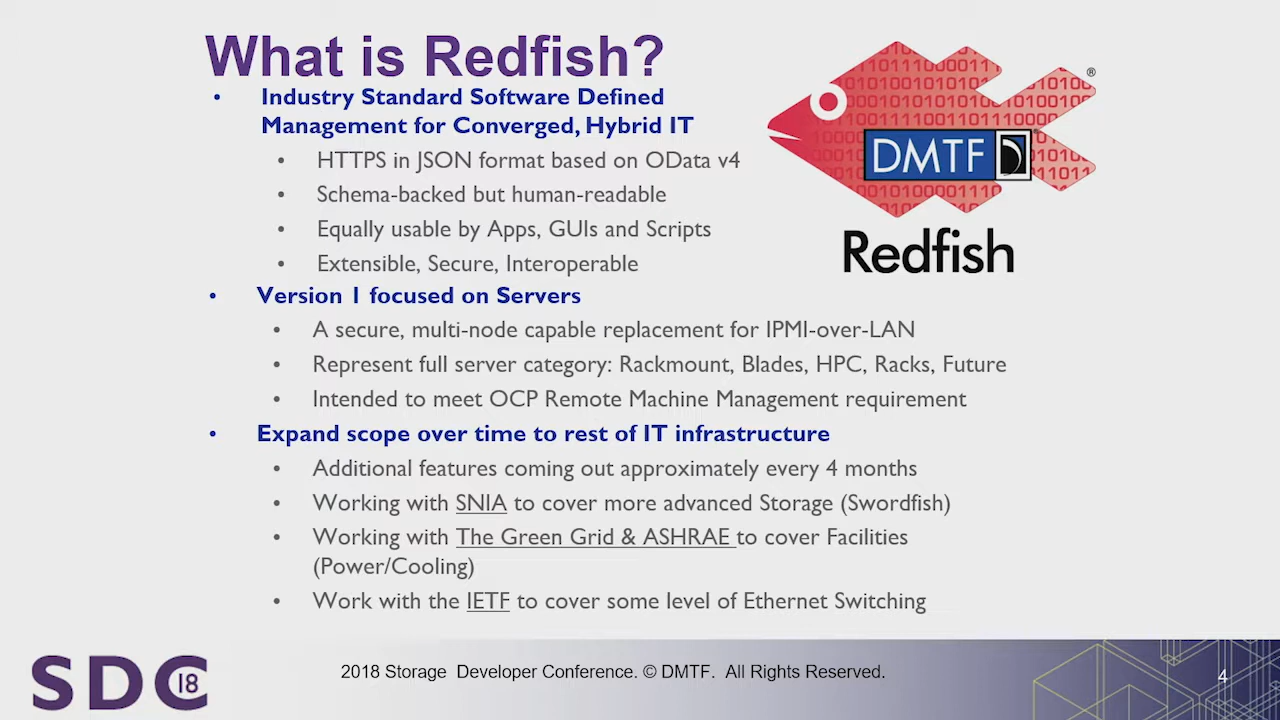 What is Redfish?
• Industry Standard Software Defined
Management for Converged, Hybrid IT
• HTTPS in JSON format based on OData v4
• Schema-backed but human-readable
• Equally usable by Apps, GUIs and Scripts
• Extensible, Secure, Interoperable
• Version 1 focused on Servers
• A secure, multi-node capable replacement for IPMI-over-LAN
• Represent full server category: Rackmount, Blades, HPC, Racks, Future
• Intended to meet OCP Remote Machine Management requirement
• Expand scope over time to rest of IT infrastructure
• Additional features coming out approximately every 4 months
• Working with SNIA to cover more advanced Storage (Swordfish)
• Working with The Green Grid & ASHRAE to cover Facilities
(Power/Cooling)
• Work with the IETF to cover some level of Ethernet Switching
®
DMTF
Redfish
SDC 18
2018 Storage Developer Conference. © DMTF. All Rights Reserved.
4